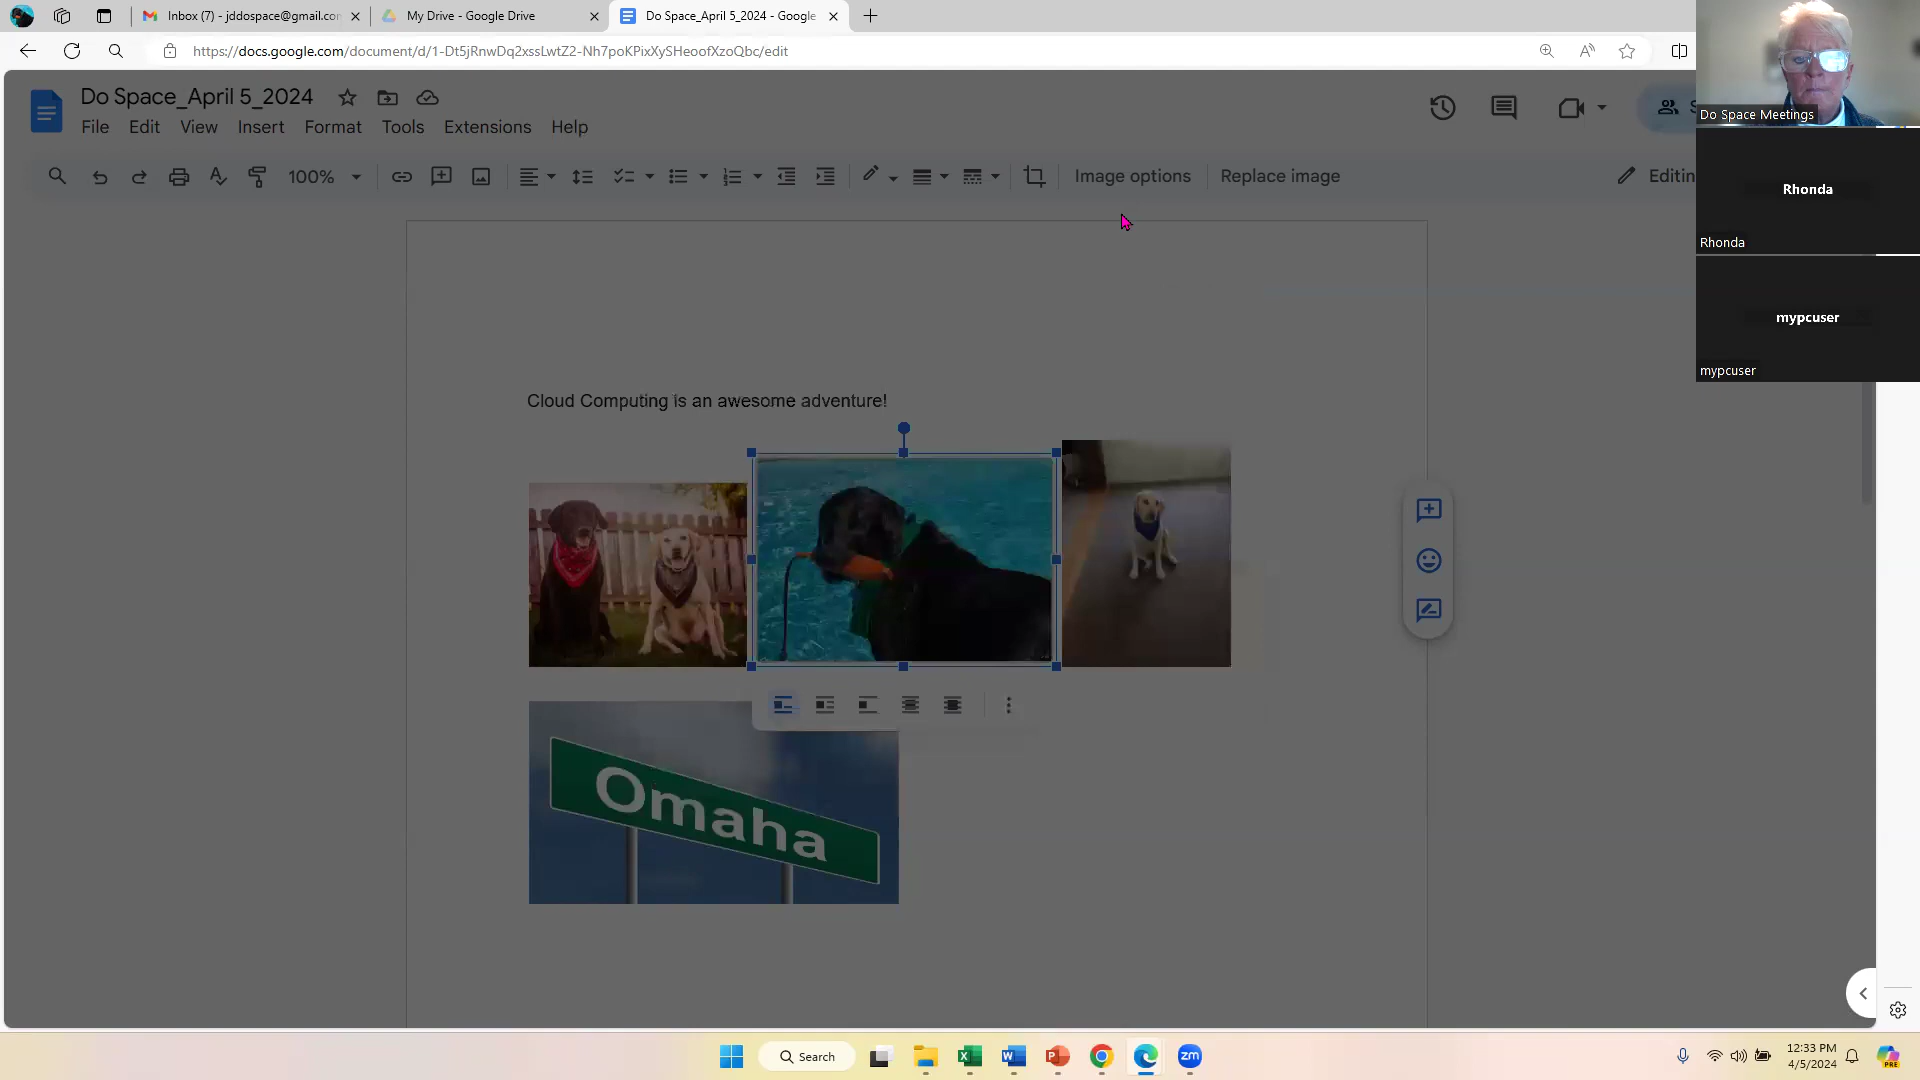 Inbox (7) - jddospace@gmail.cor
My Drive - Google Drive
Do Space_April 5_2024 - Google
https://docs.google.com/document/d/1-Dt5jRnwDq2xssLwtZ2-Nh7poKPixXySHeoofXzoQbc/edit
Do Space_April 5_2024
File Edit View Insert Format Tools Extensions Help
100% Image options Replace image Editin
Do Space Meetings
Rhonda
Rhonda
mypcuser
mypcuser
Cloud Computing is an awesome adventure!
Omaha
Search
12:33 PM
4/5/2024